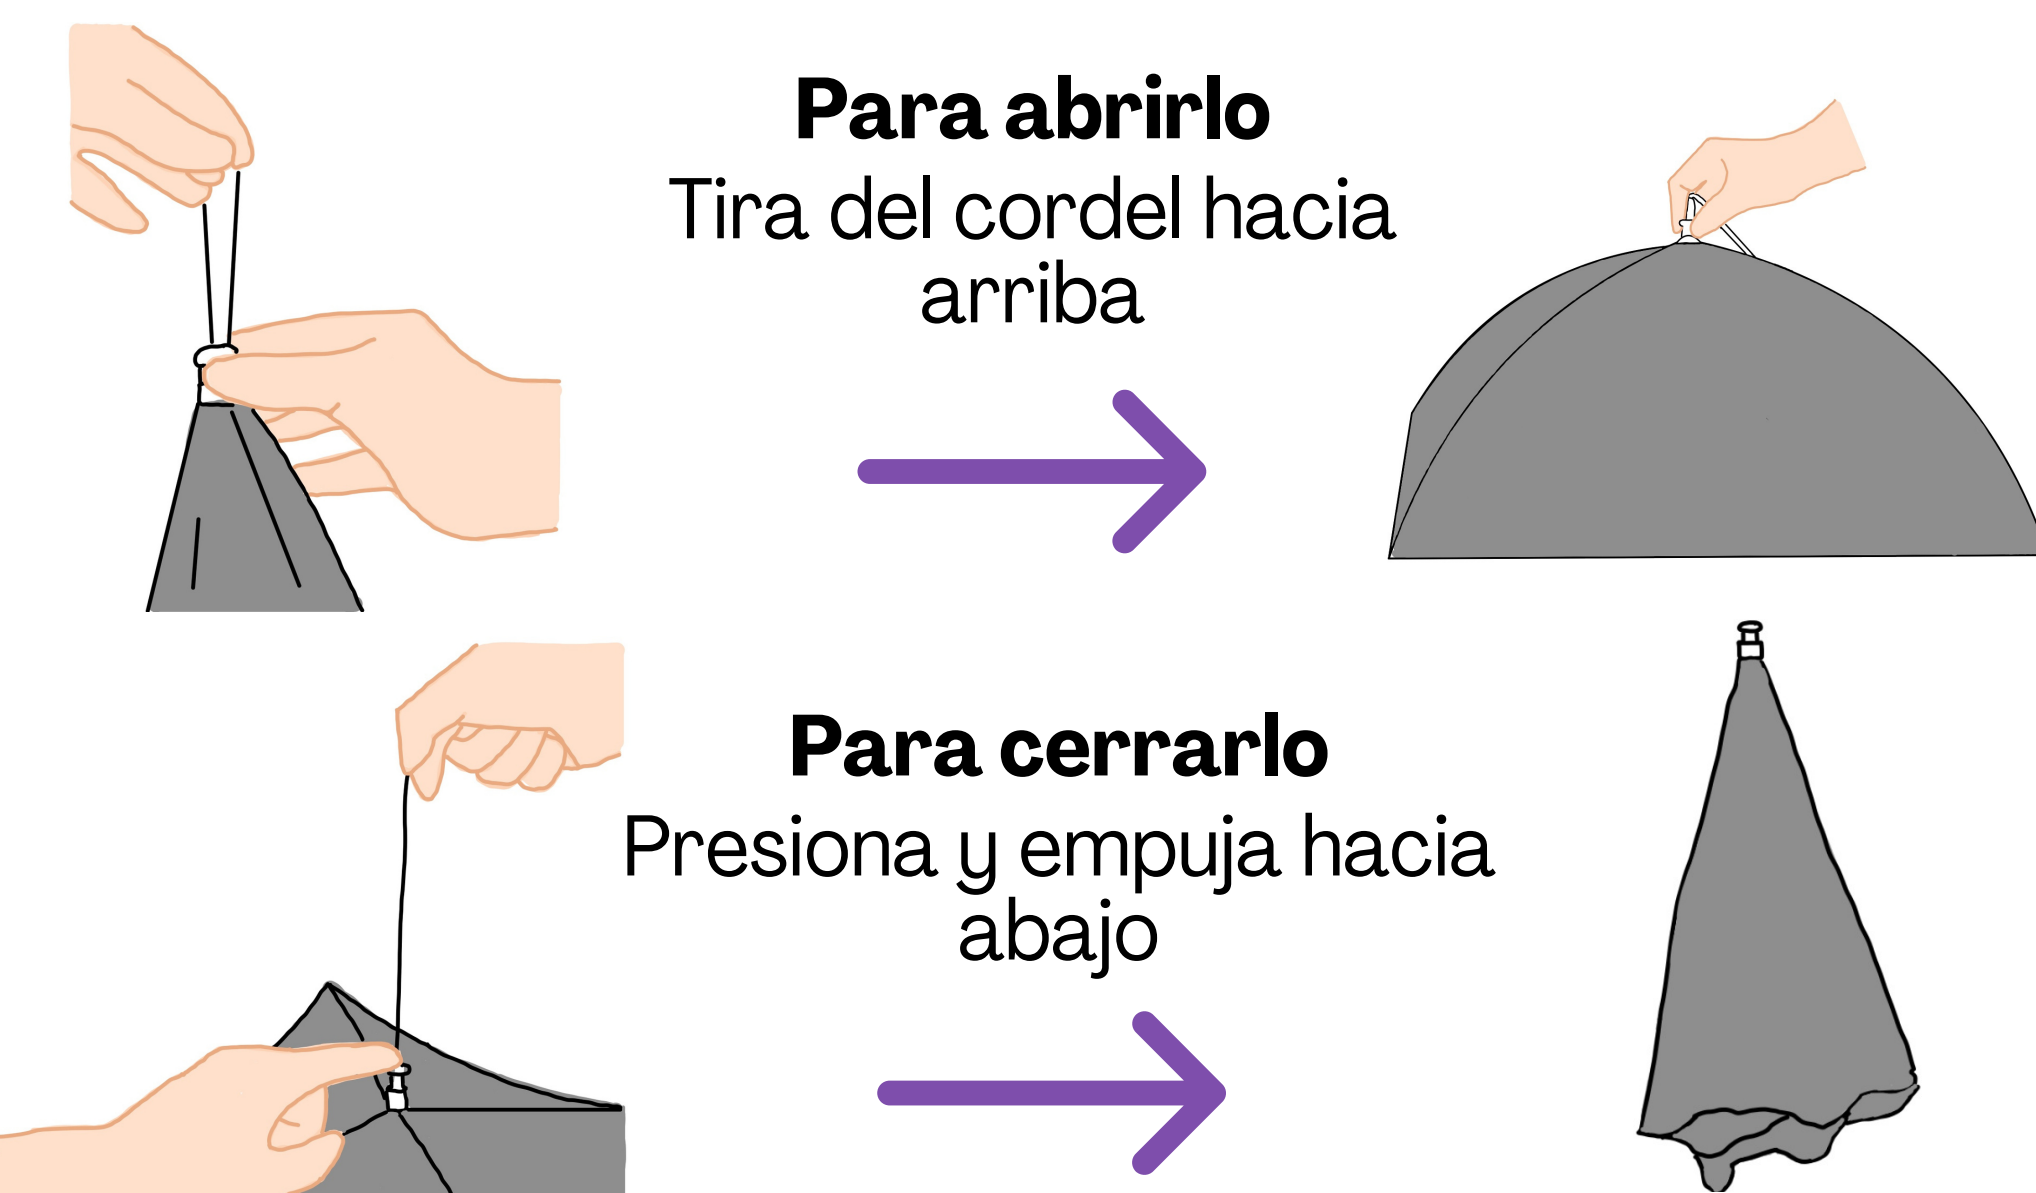 Para abrirlo
Tira del cordel hacia
arriba
Para cerrarlo
Presiona y empuja hacia
abajo